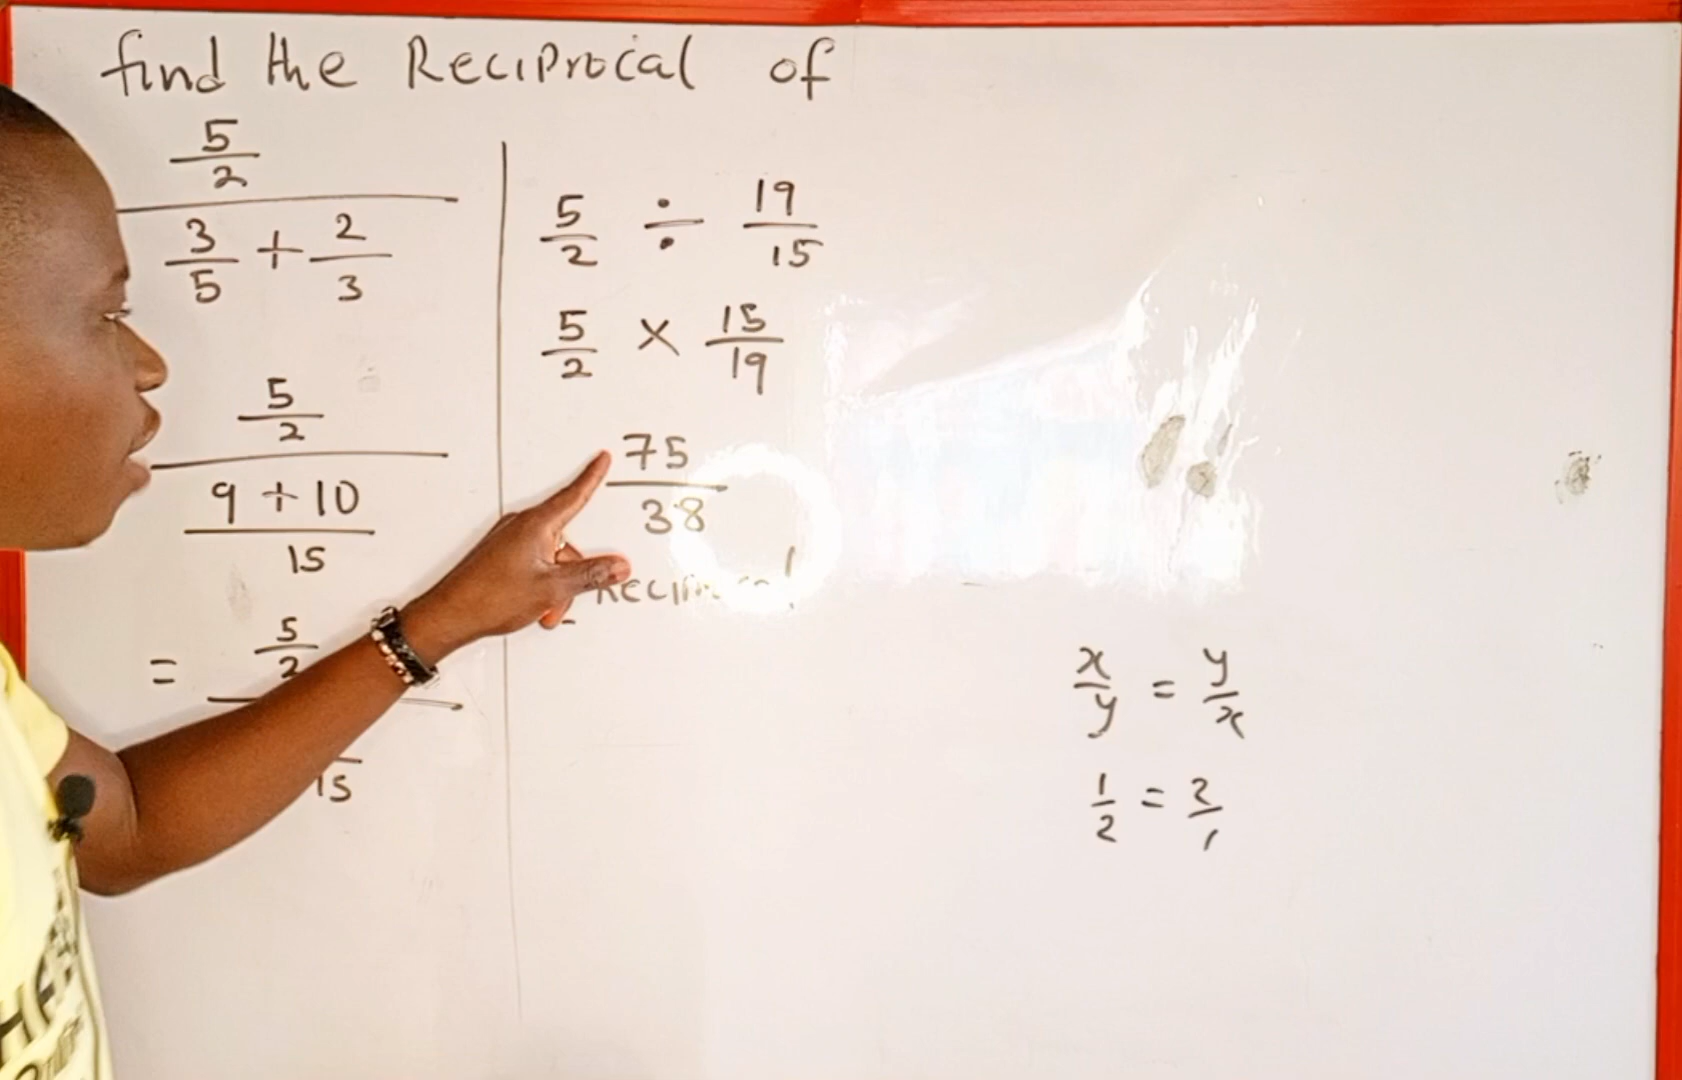 find the Reciprocal of
5/2
3/5 + 2/3
5/2
9 + 10
15
= 5/2
15
5/2 ÷ 19/15
5/2 × 15/19
75/38
x/y = y/x
1/2 = 2/1